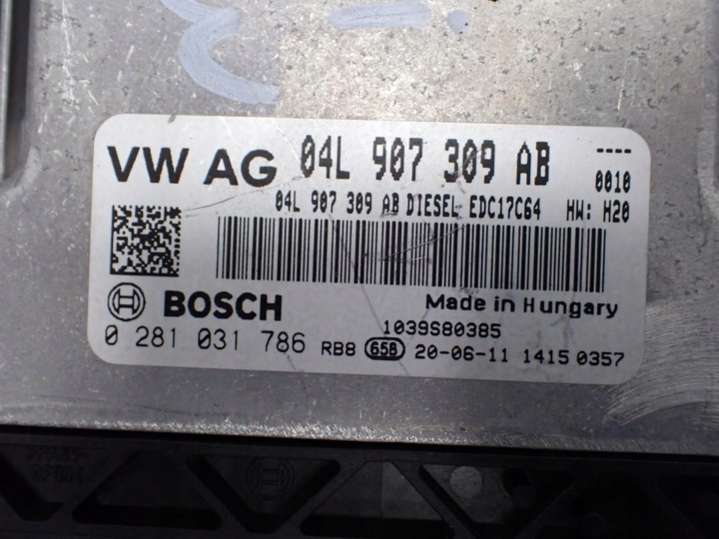 VW AG 04L 907 309 AB ----
0010
04L 907 309 AB DIESEL EDC17C64 HW: H20
BOSCH Made in Hungary
1039S80385
0 281 031 786 RB8 65B 20-06-11 1415 0357